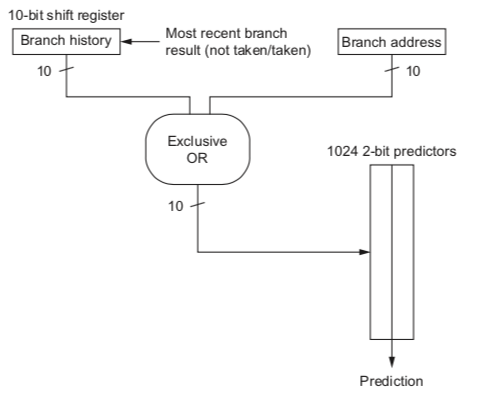 10-bit shift register
Branch history
Most recent branch
result (not taken/taken)
Branch address
10
10
Exclusive
OR
1024 2-bit predictors
10
Prediction